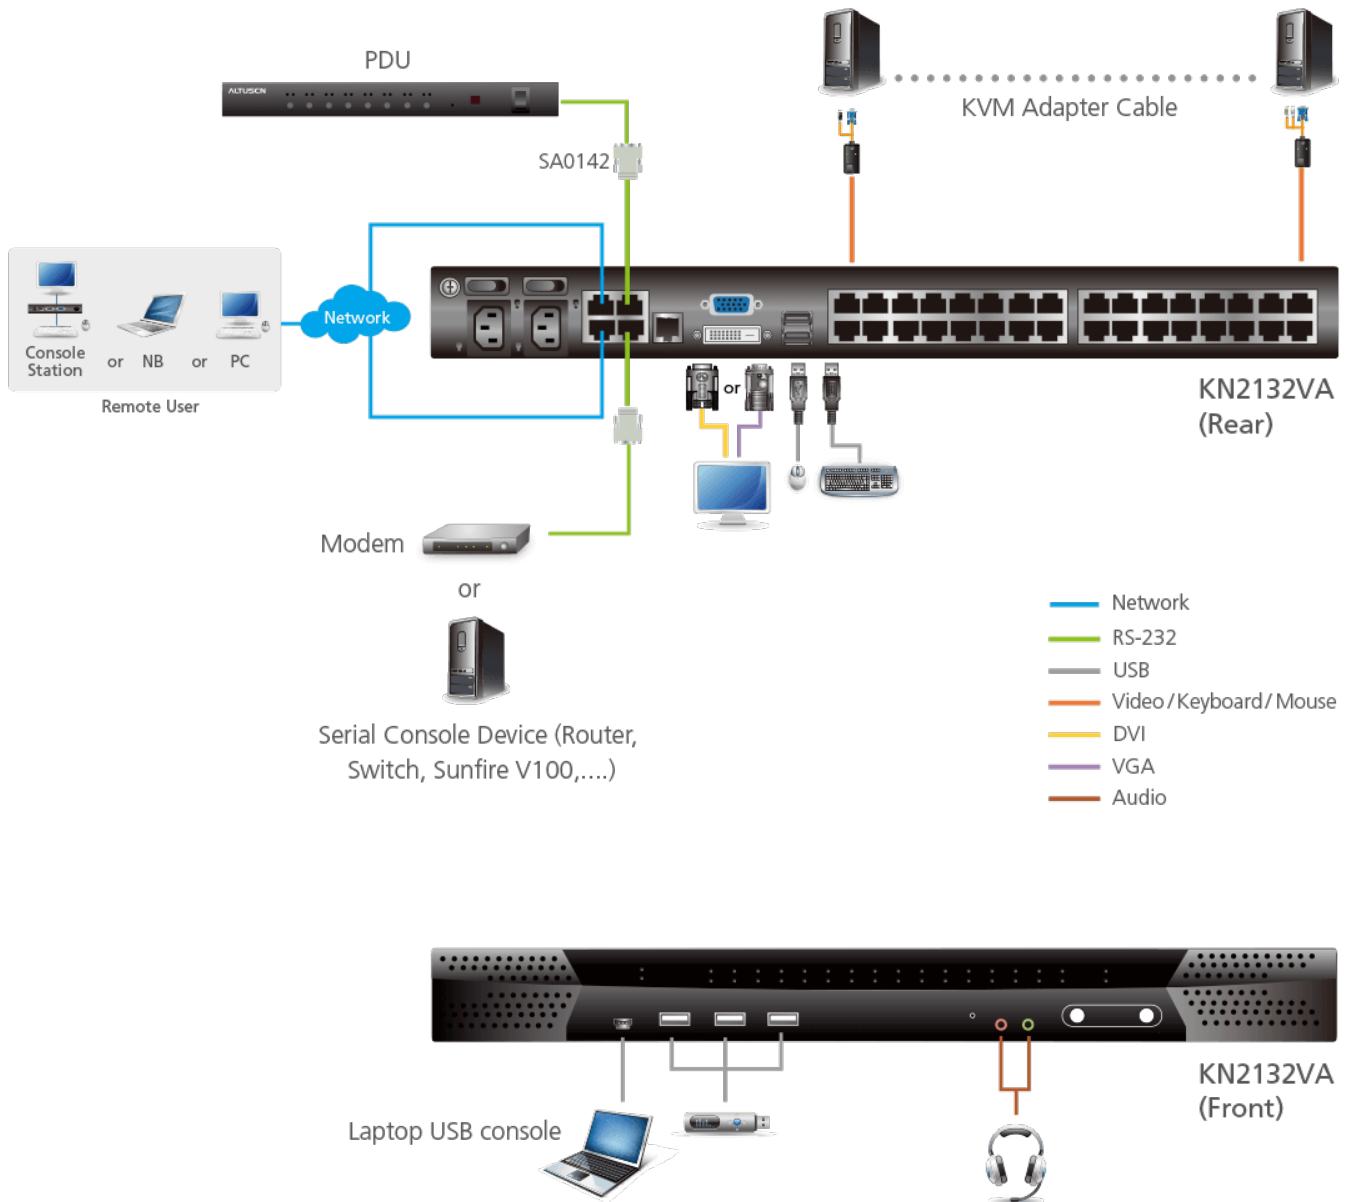 PDU
ALTUSEN
KVM Adapter Cable
SA0142
Network
Console
Station
or
NB
or
PC
Remote User
or
KN2132VA
(Rear)
Modem
or
Serial Console Device (Router,
Switch, Sunfire V100,....)
Network
RS-232
USB
Video/Keyboard/Mouse
DVI
VGA
Audio
KN2132VA
(Front)
Laptop USB console